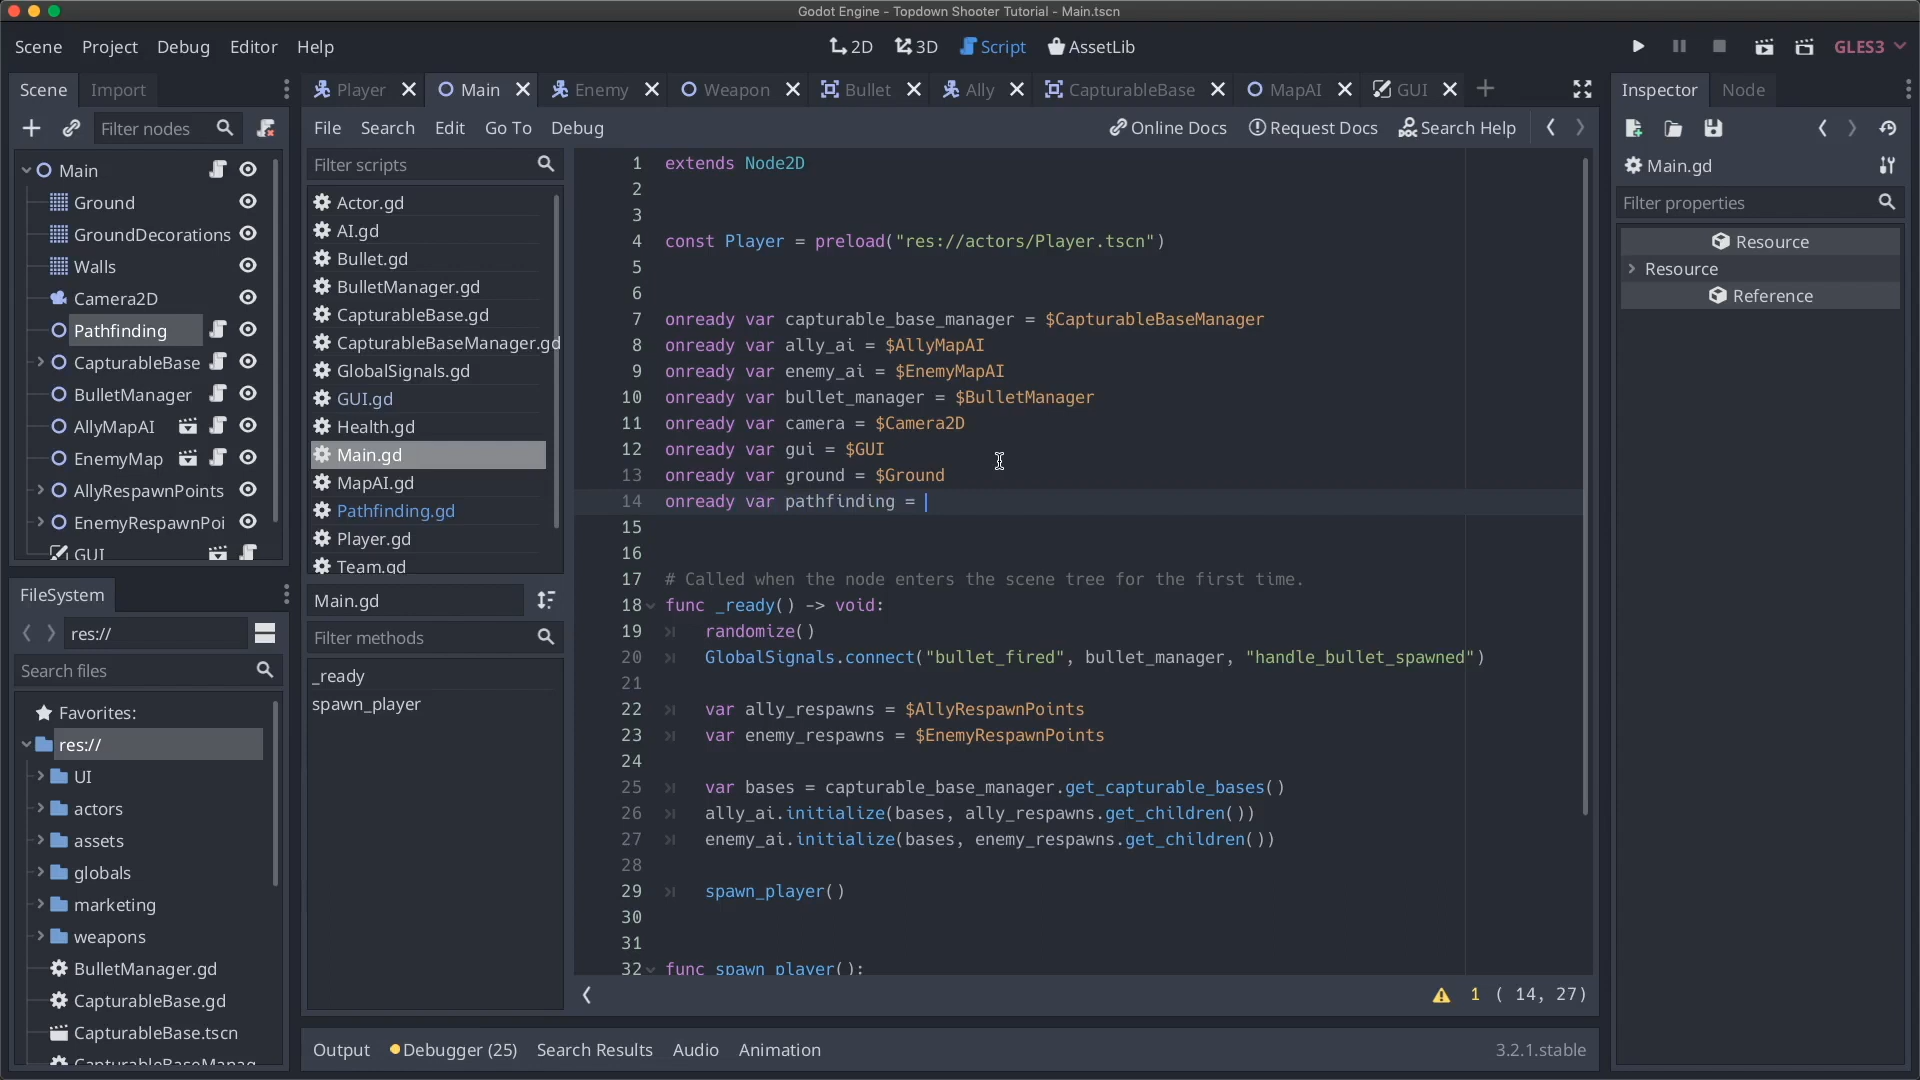 Godot Engine - Topdown Shooter Tutorial - Main.tscn
Scene Project Debug Editor Help
2D 3D Script AssetLib
GLES3
Scene Import
Filter nodes
Main
Ground
GroundDecorations
Walls
Camera2D
Pathfinding
CapturableBase
BulletManager
AllyMapAI
EnemyMap
AllyRespawnPoints
EnemyRespawnPoi
GUI
FileSystem
res://
Search files
Favorites:
res://
UI
actors
assets
globals
marketing
weapons
BulletManager.gd
CapturableBase.gd
CapturableBase.tscn
CapturableBaseManag
Player Main Enemy Weapon Bullet Ally CapturableBase MapAI GUI
File Search Edit Go To Debug
Online Docs Request Docs Search Help
Filter scripts
Actor.gd
AI.gd
Bullet.gd
BulletManager.gd
CapturableBase.gd
CapturableBaseManager.gd
GlobalSignals.gd
GUI.gd
Health.gd
Main.gd
MapAI.gd
Pathfinding.gd
Player.gd
Team.gd
Main.gd
Filter methods
_ready
spawn_player
1 extends Node2D
2
3
4 const Player = preload("res://actors/Player.tscn")
5
6
7 onready var capturable_base_manager = $CapturableBaseManager
8 onready var ally_ai = $AllyMapAI
9 onready var enemy_ai = $EnemyMapAI
10 onready var bullet_manager = $BulletManager
11 onready var camera = $Camera2D
12 onready var gui = $GUI
13 onready var ground = $Ground
14 onready var pathfinding =
15
16
17 # Called when the node enters the scene tree for the first time.
18 func _ready() -> void:
19 randomize()
20 GlobalSignals.connect("bullet_fired", bullet_manager, "handle_bullet_spawned")
21
22 var ally_respawns = $AllyRespawnPoints
23 var enemy_respawns = $EnemyRespawnPoints
24
25 var bases = capturable_base_manager.get_capturable_bases()
26 ally_ai.initialize(bases, ally_respawns.get_children())
27 enemy_ai.initialize(bases, enemy_respawns.get_children())
28
29 spawn_player()
30
31
32 func spawn_player():
1 ( 14, 27)
Output Debugger (25) Search Results Audio Animation
3.2.1.stable
Inspector Node
Main.gd
Filter properties
Resource
Resource
Reference